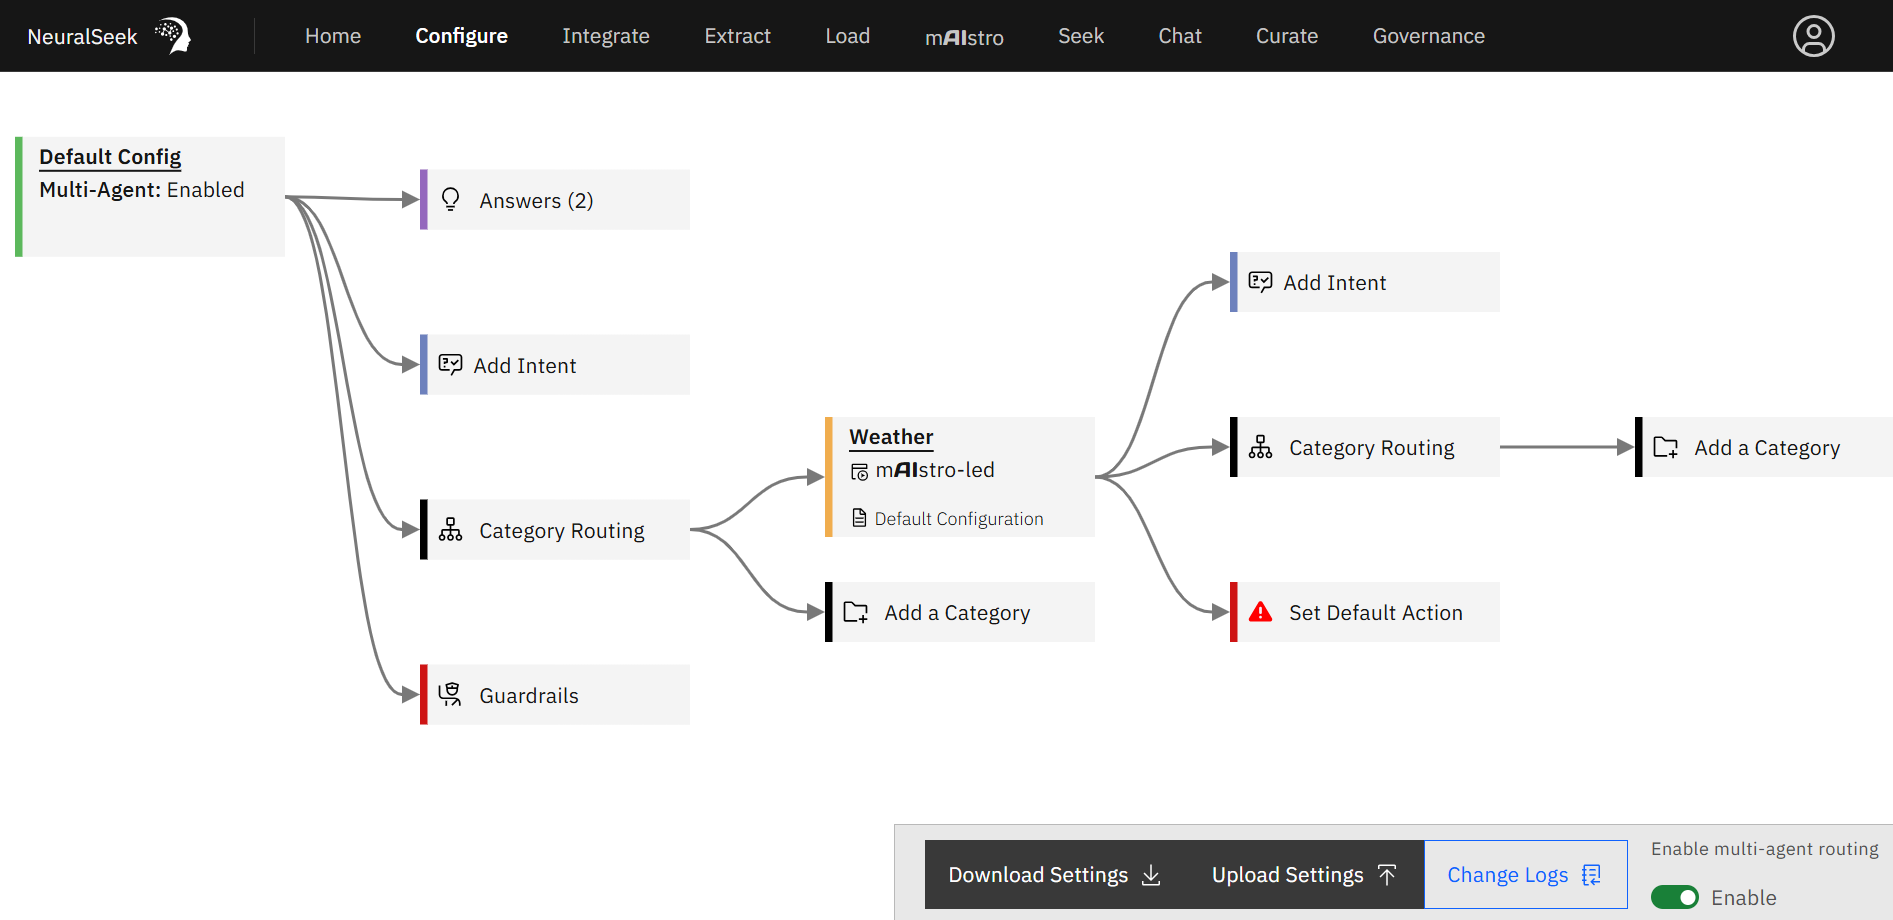 NeuralSeek
Home
Configure
Integrate
Extract
Load
mAIstro
Seek
Chat
Curate
Governance
Default Config
Multi-Agent: Enabled
Answers (2)
Add Intent
Category Routing
Guardrails
Weather
mAIstro-led
Default Configuration
Add a Category
Add Intent
Category Routing
Set Default Action
Add a Category
Download Settings
Upload Settings
Change Logs
Enable multi-agent routing
Enable